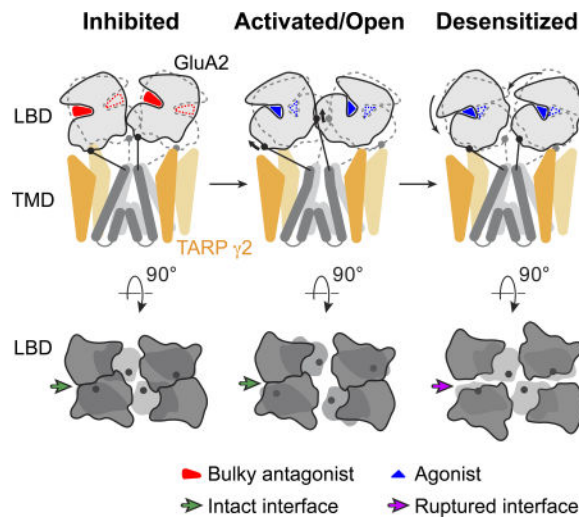 Inhibited Activated/Open Desensitized
GluA2
LBD
TMD
TARP γ2
90° 90° 90°
LBD
Bulky antagonist Agonist
Intact interface Ruptured interface